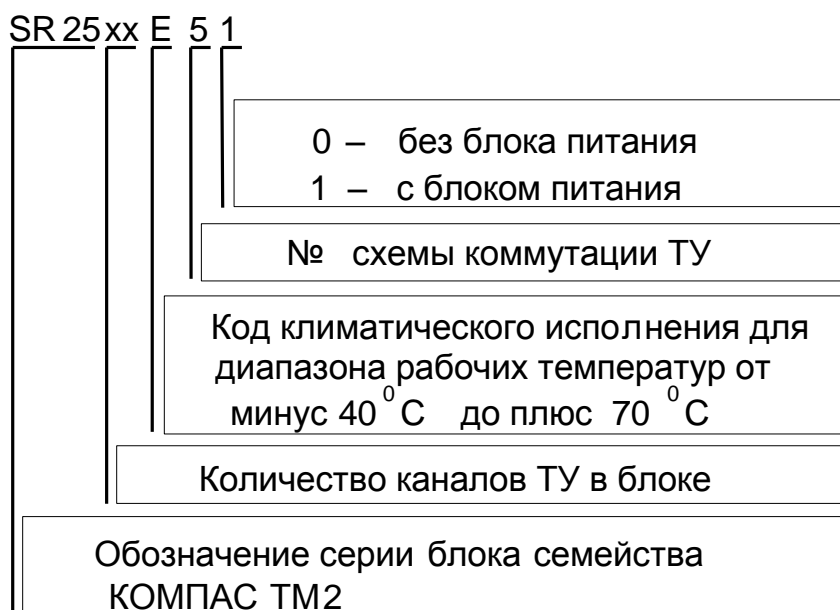 SR 25 xx E 5 1
0 – без блока питания
1 – с блоком питания
№ схемы коммутации ТУ
Код климатического исполнения для
диапазона рабочих температур от
минус 40 ⁰С до плюс 70 ⁰С
Количество каналов ТУ в блоке
Обозначение серии блока семейства
КОМПАС ТМ2